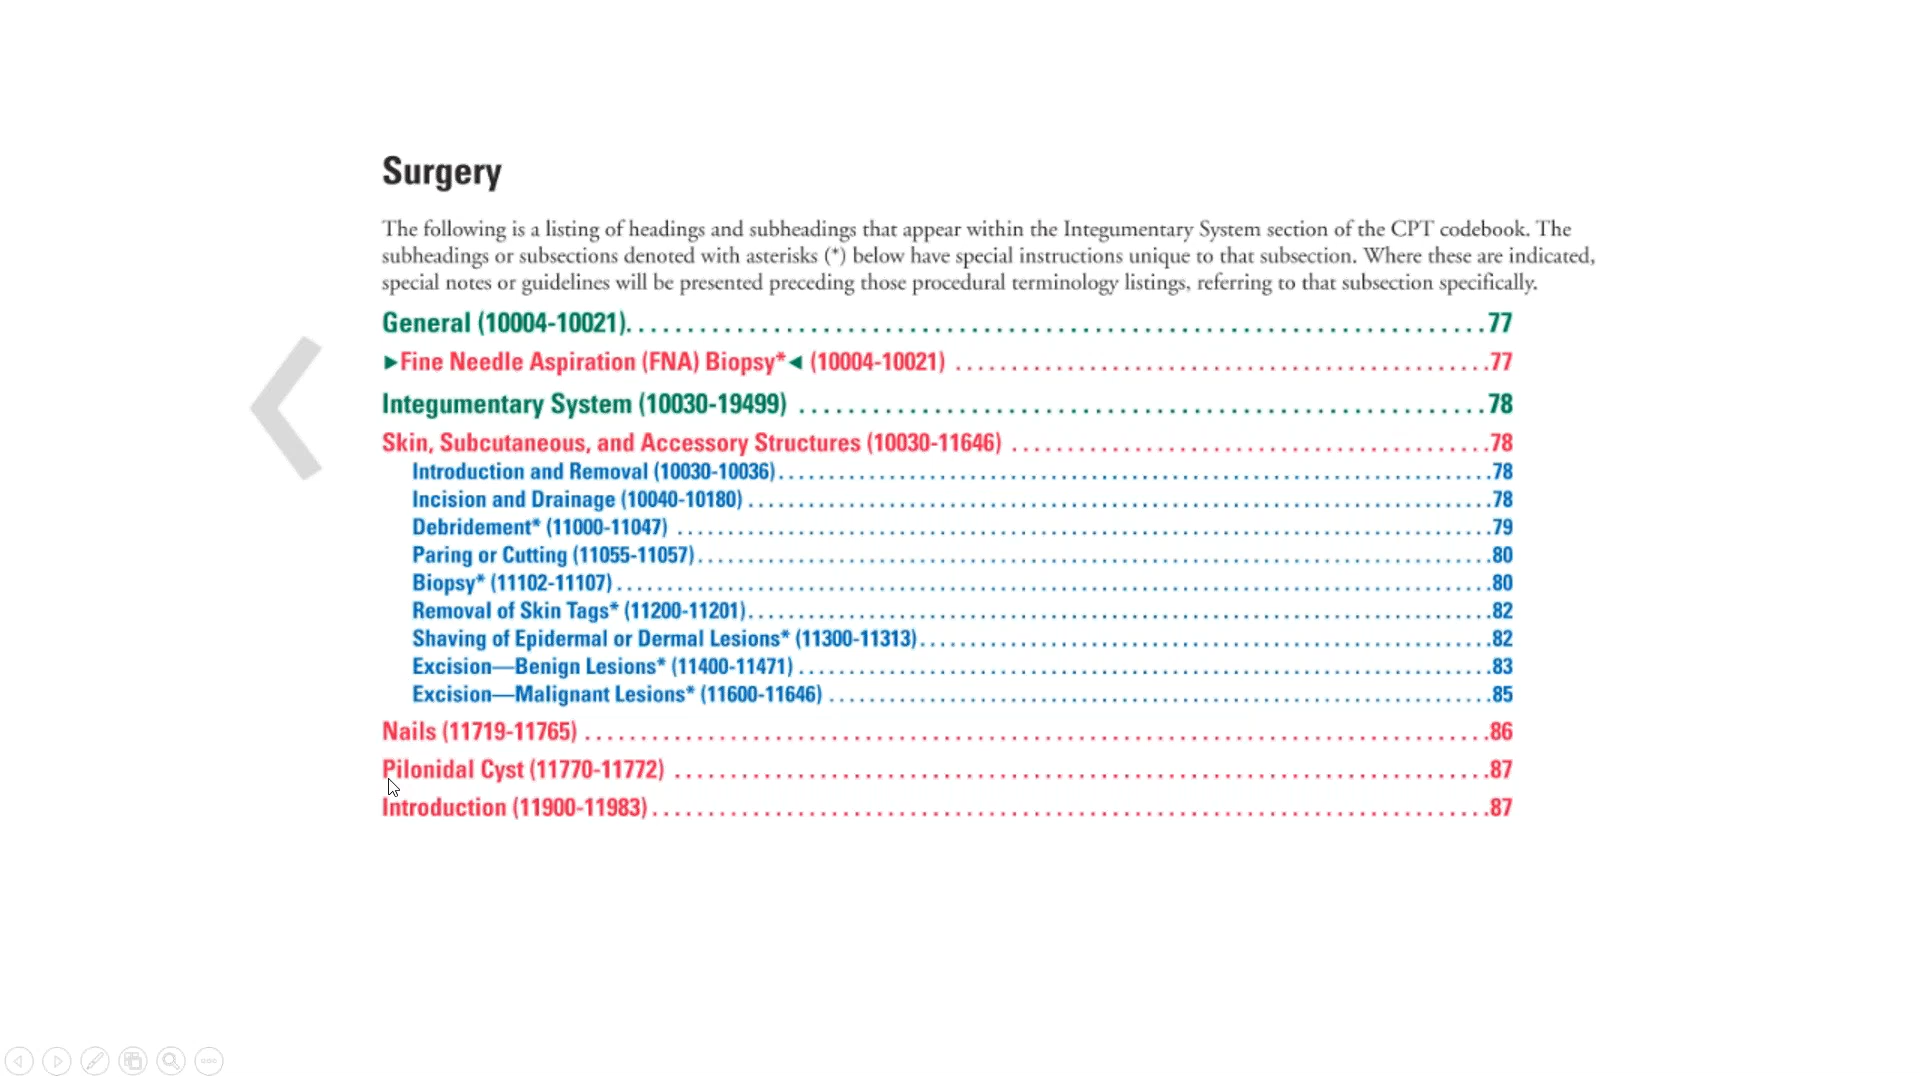 Surgery
The following is a listing of headings and subheadings that appear within the Integumentary System section of the CPT codebook. The
subheadings or subsections denoted with asterisks (*) below have special instructions unique to that subsection. Where these are indicated,
special notes or guidelines will be presented preceding those procedural terminology listings, referring to that subsection specifically.
General (10004-10021). . . . . . . . . . . . . . . . . . . . 77
►Fine Needle Aspiration (FNA) Biopsy*◄ (10004-10021) . . . . . . . . . . . . . . . . . . . . 77
Integumentary System (10030-19499) . . . . . . . . . . . . . . . . . . . . 78
Skin, Subcutaneous, and Accessory Structures (10030-11646) . . . . . . . . . . . . . . . . . . . . 78
Introduction and Removal (10030-10036) . . . . . . . . . . . . . . . . . . . . 78
Incision and Drainage (10040-10180) . . . . . . . . . . . . . . . . . . . . 78
Debridement* (11000-11047) . . . . . . . . . . . . . . . . . . . . 79
Paring or Cutting (11055-11057) . . . . . . . . . . . . . . . . . . . . 80
Biopsy* (11102-11107) . . . . . . . . . . . . . . . . . . . . 80
Removal of Skin Tags* (11200-11201) . . . . . . . . . . . . . . . . . . . . 82
Shaving of Epidermal or Dermal Lesions* (11300-11313) . . . . . . . . . . . . . . . . . . . . 82
Excision—Benign Lesions* (11400-11471) . . . . . . . . . . . . . . . . . . . . 83
Excision—Malignant Lesions* (11600-11646) . . . . . . . . . . . . . . . . . . . . 85
Nails (11719-11765) . . . . . . . . . . . . . . . . . . . . 86
Pilonidal Cyst (11770-11772) . . . . . . . . . . . . . . . . . . . . 87
Introduction (11900-11983) . . . . . . . . . . . . . . . . . . . . 87